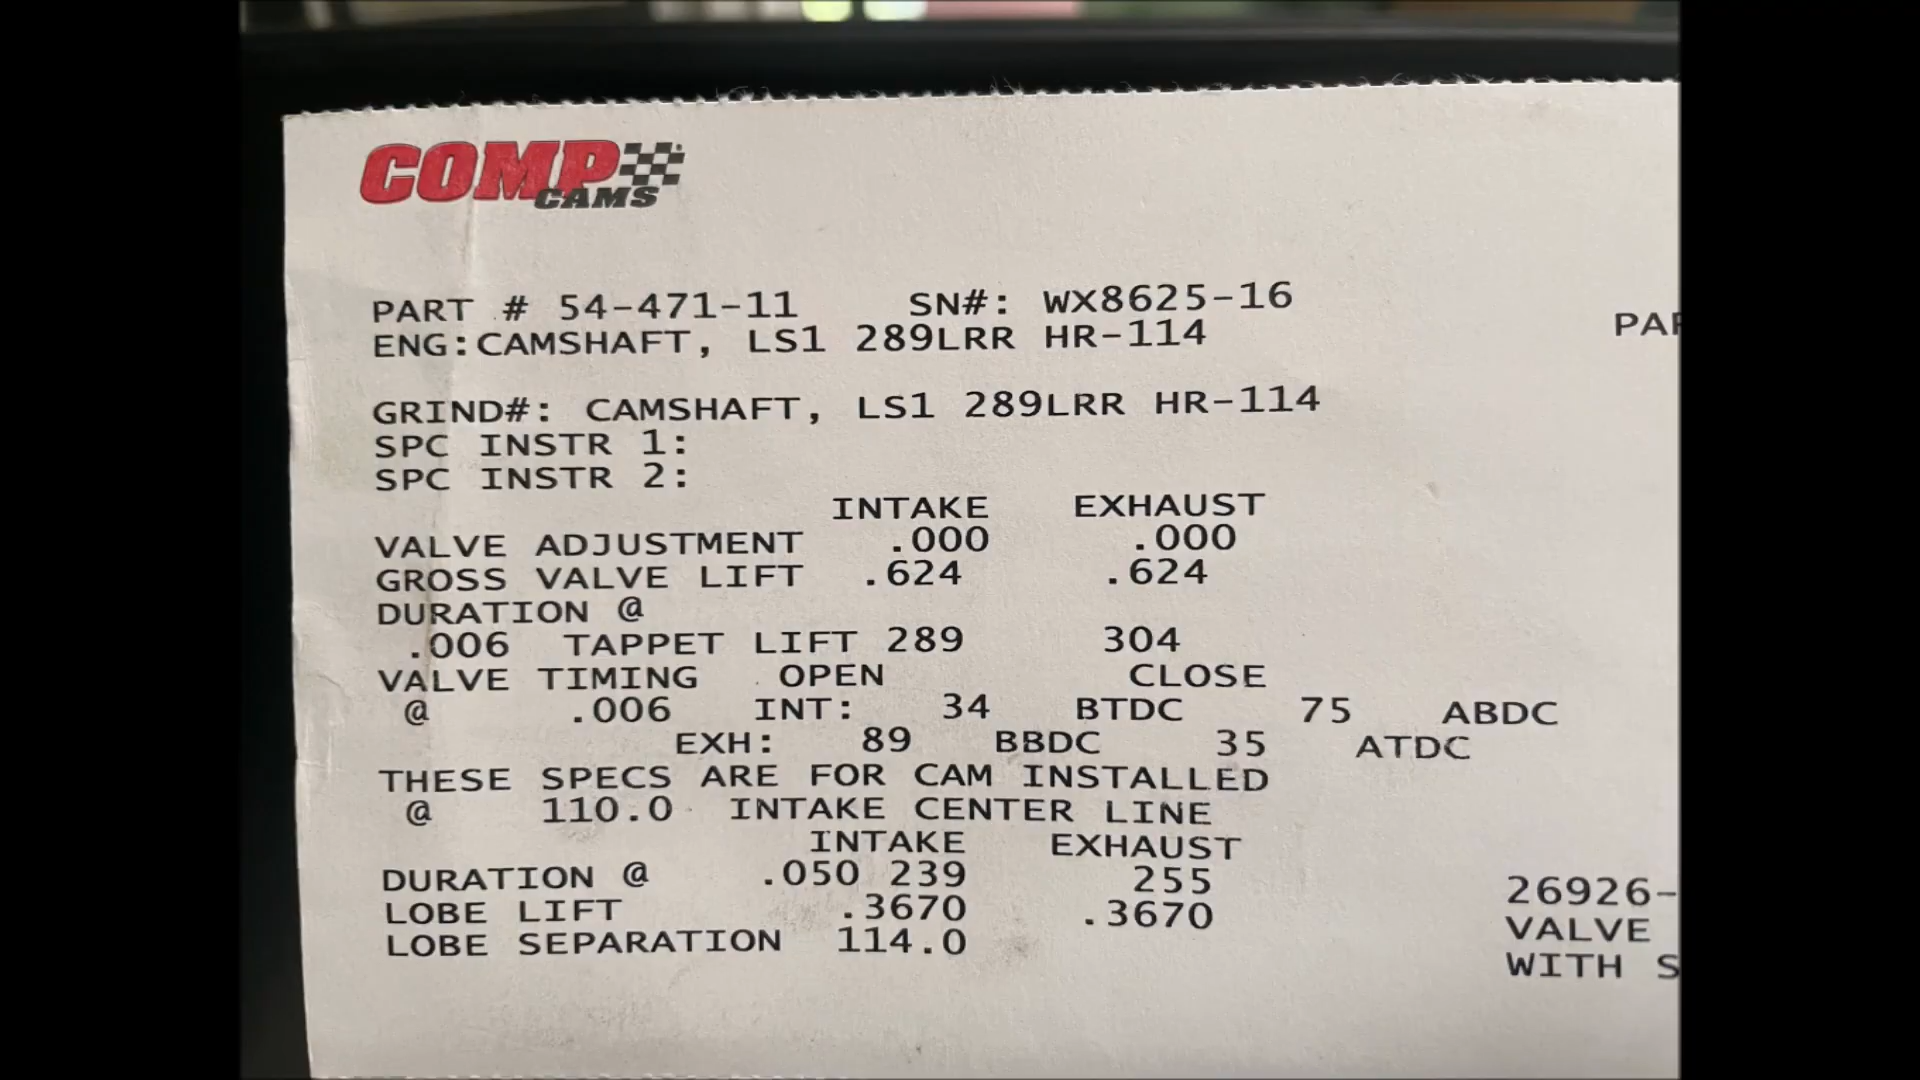 COMP CAMS
PART # 54-471-11 SN#: WX8625-16
ENG:CAMSHAFT, LS1 289LRR HR-114
GRIND#: CAMSHAFT, LS1 289LRR HR-114
SPC INSTR 1:
SPC INSTR 2:
INTAKE EXHAUST
VALVE ADJUSTMENT .000 .000
GROSS VALVE LIFT .624 .624
DURATION @
.006 TAPPET LIFT 289 304
VALVE TIMING OPEN CLOSE
@ .006 INT: 34 BTDC 75 ABDC
EXH: 89 BBDC 35 ATDC
THESE SPECS ARE FOR CAM INSTALLED
@ 110.0 INTAKE CENTER LINE
INTAKE EXHAUST
DURATION @ .050 239 255
LOBE LIFT .3670 .3670
LOBE SEPARATION 114.0
26926-
VALVE
WITH